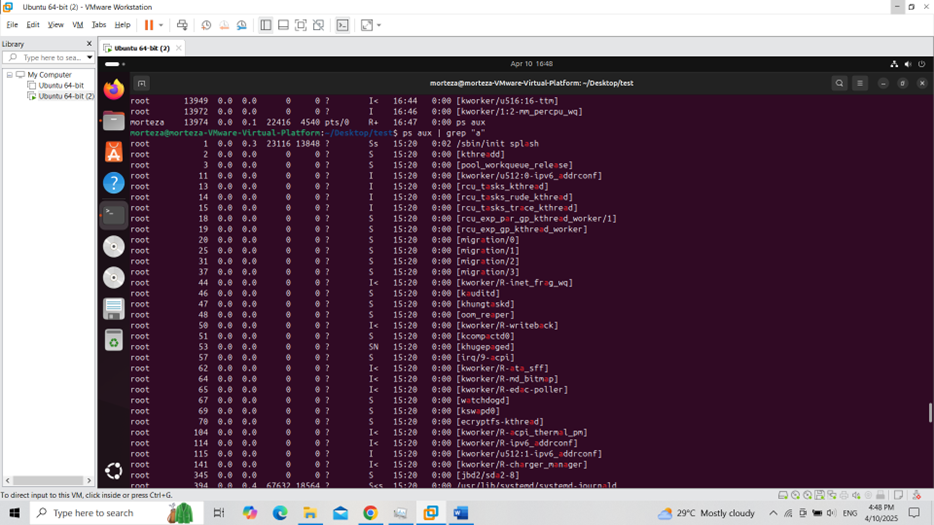 Ubuntu 64-bit (2) - VMware Workstation
File Edit View VM Tabs Help
Library
Type here to sea...
My Computer
Ubuntu 64-bit
Ubuntu 64-bit (2)
Ubuntu 64-bit (2)
Apr 10 16:48
morteza@morteza-VMware-Virtual-Platform: ~/Desktop/test
root 13949 0.0 0.0 0 0 ? I< 16:44 0:00 [kworker/u516:16-ttm]
root 13972 0.0 0.0 0 0 ? I 16:46 0:00 [kworker/1:2-mm_percpu_wq]
morteza 13974 0.0 0.1 22416 4540 pts/0 R+ 16:47 0:00 ps aux
morteza@morteza-VMware-Virtual-Platform:~/Desktop/test$ ps aux | grep "a"
root 1 0.0 0.3 23116 13848 ? Ss 15:20 0:02 /sbin/init splash
root 2 0.0 0.0 0 0 ? S 15:20 0:00 [kthreadd]
root 3 0.0 0.0 0 0 ? S 15:20 0:00 [pool_workqueue_release]
root 11 0.0 0.0 0 0 ? I 15:20 0:00 [kworker/u512:0-ipv6_addrconf]
root 13 0.0 0.0 0 0 ? I 15:20 0:00 [rcu_tasks_kthread]
root 14 0.0 0.0 0 0 ? I 15:20 0:00 [rcu_tasks_rude_kthread]
root 15 0.0 0.0 0 0 ? I 15:20 0:00 [rcu_tasks_trace_kthread]
root 18 0.0 0.0 0 0 ? S 15:20 0:00 [rcu_exp_par_gp_kthread_worker/1]
root 19 0.0 0.0 0 0 ? S 15:20 0:00 [rcu_exp_gp_kthread_worker]
root 20 0.0 0.0 0 0 ? S 15:20 0:00 [migration/0]
root 25 0.0 0.0 0 0 ? S 15:20 0:00 [migration/1]
root 31 0.0 0.0 0 0 ? S 15:20 0:00 [migration/2]
root 37 0.0 0.0 0 0 ? S 15:20 0:00 [migration/3]
root 44 0.0 0.0 0 0 ? I< 15:20 0:00 [kworker/R-inet_frag_wq]
root 46 0.0 0.0 0 0 ? S 15:20 0:00 [kauditd]
root 47 0.0 0.0 0 0 ? S 15:20 0:00 [khungtaskd]
root 48 0.0 0.0 0 0 ? S 15:20 0:00 [oom_reaper]
root 50 0.0 0.0 0 0 ? I< 15:20 0:00 [kworker/R-writeback]
root 51 0.0 0.0 0 0 ? S 15:20 0:00 [kcompactd0]
root 53 0.0 0.0 0 0 ? SN 15:20 0:00 [khugepaged]
root 57 0.0 0.0 0 0 ? S 15:20 0:00 [irq/9-acpi]
root 62 0.0 0.0 0 0 ? I< 15:20 0:00 [kworker/R-ata_sff]
root 64 0.0 0.0 0 0 ? I< 15:20 0:00 [kworker/R-md_bitmap]
root 65 0.0 0.0 0 0 ? I< 15:20 0:00 [kworker/R-edac-poller]
root 67 0.0 0.0 0 0 ? S 15:20 0:00 [watchdogd]
root 69 0.0 0.0 0 0 ? S 15:20 0:00 [kswapd0]
root 70 0.0 0.0 0 0 ? S 15:20 0:00 [ecryptfs-kthread]
root 104 0.0 0.0 0 0 ? I< 15:20 0:00 [kworker/R-acpi_thermal_pm]
root 114 0.0 0.0 0 0 ? I< 15:20 0:00 [kworker/R-ipv6_addrconf]
root 115 0.0 0.0 0 0 ? I 15:20 0:00 [kworker/u512:1-ipv6_addrconf]
root 141 0.0 0.0 0 0 ? I< 15:20 0:00 [kworker/R-charger_manager]
root 345 0.0 0.0 0 0 ? S 15:20 0:00 [jbd2/sda2-8]
root 394 0.0 0.4 67632 18564 ? S<s 15:20 0:00 /usr/lib/systemd/systemd-journald
To direct input to this VM, click inside or press Ctrl+G.
Type here to search
29°C Mostly cloudy
ENG
4:48 PM
4/10/2025